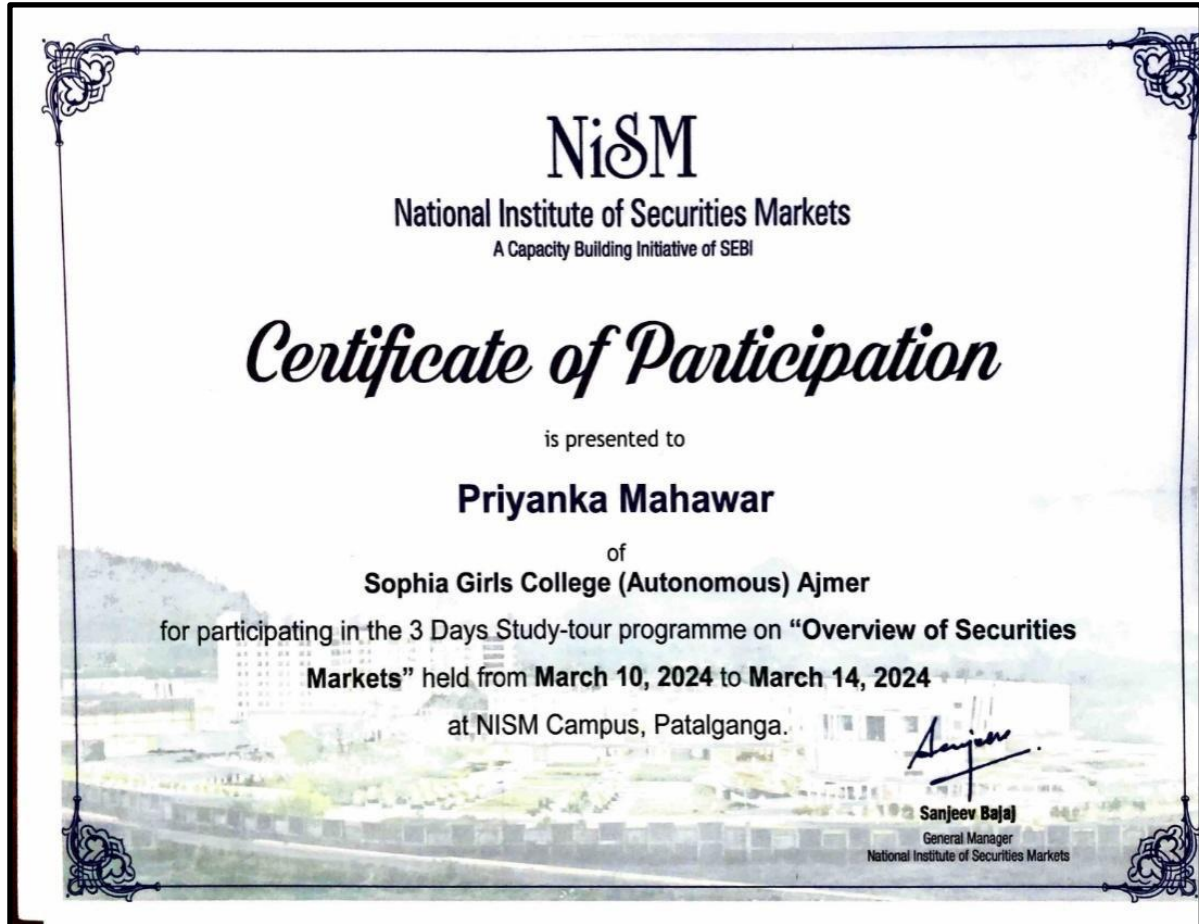 NiSM
National Institute of Securities Markets
A Capacity Building Initiative of SEBI
Certificate of Participation
is presented to
Priyanka Mahawar
of
Sophia Girls College (Autonomous) Ajmer
for participating in the 3 Days Study-tour programme on “Overview of Securities
Markets” held from March 10, 2024 to March 14, 2024
at NISM Campus, Patalganga.
Sanjeev
Sanjeev Bajaj
General Manager
National Institute of Securities Markets